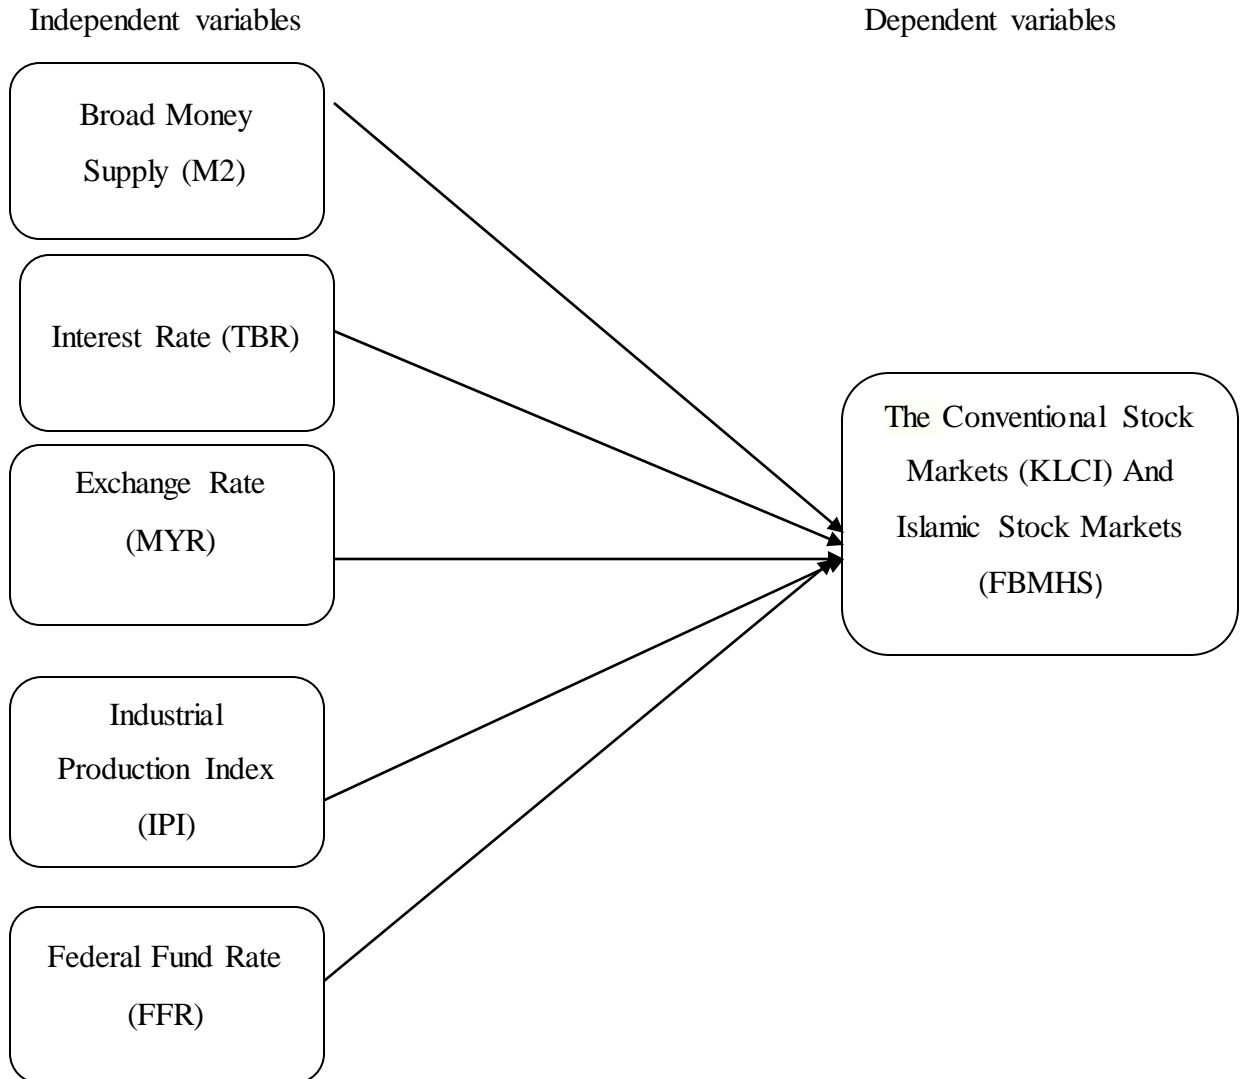 Independent variables
Dependent variables
Broad Money
Supply (M2)
Interest Rate (TBR)
Exchange Rate
(MYR)
Industrial
Production Index
(IPI)
Federal Fund Rate
(FFR)
The Conventional Stock
Markets (KLCI) And
Islamic Stock Markets
(FBMHS)